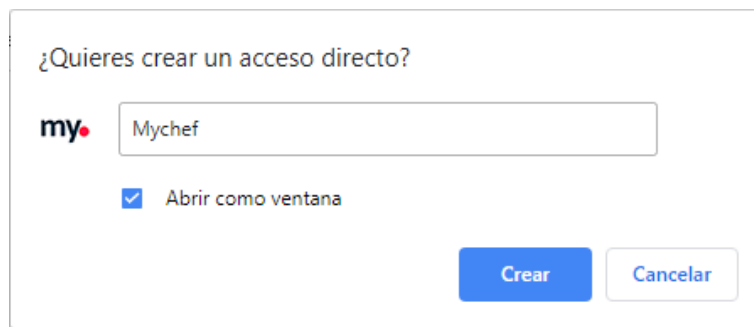 ¿Quieres crear un acceso directo?
my.
Mychef
Abrir como ventana
Crear
Cancelar